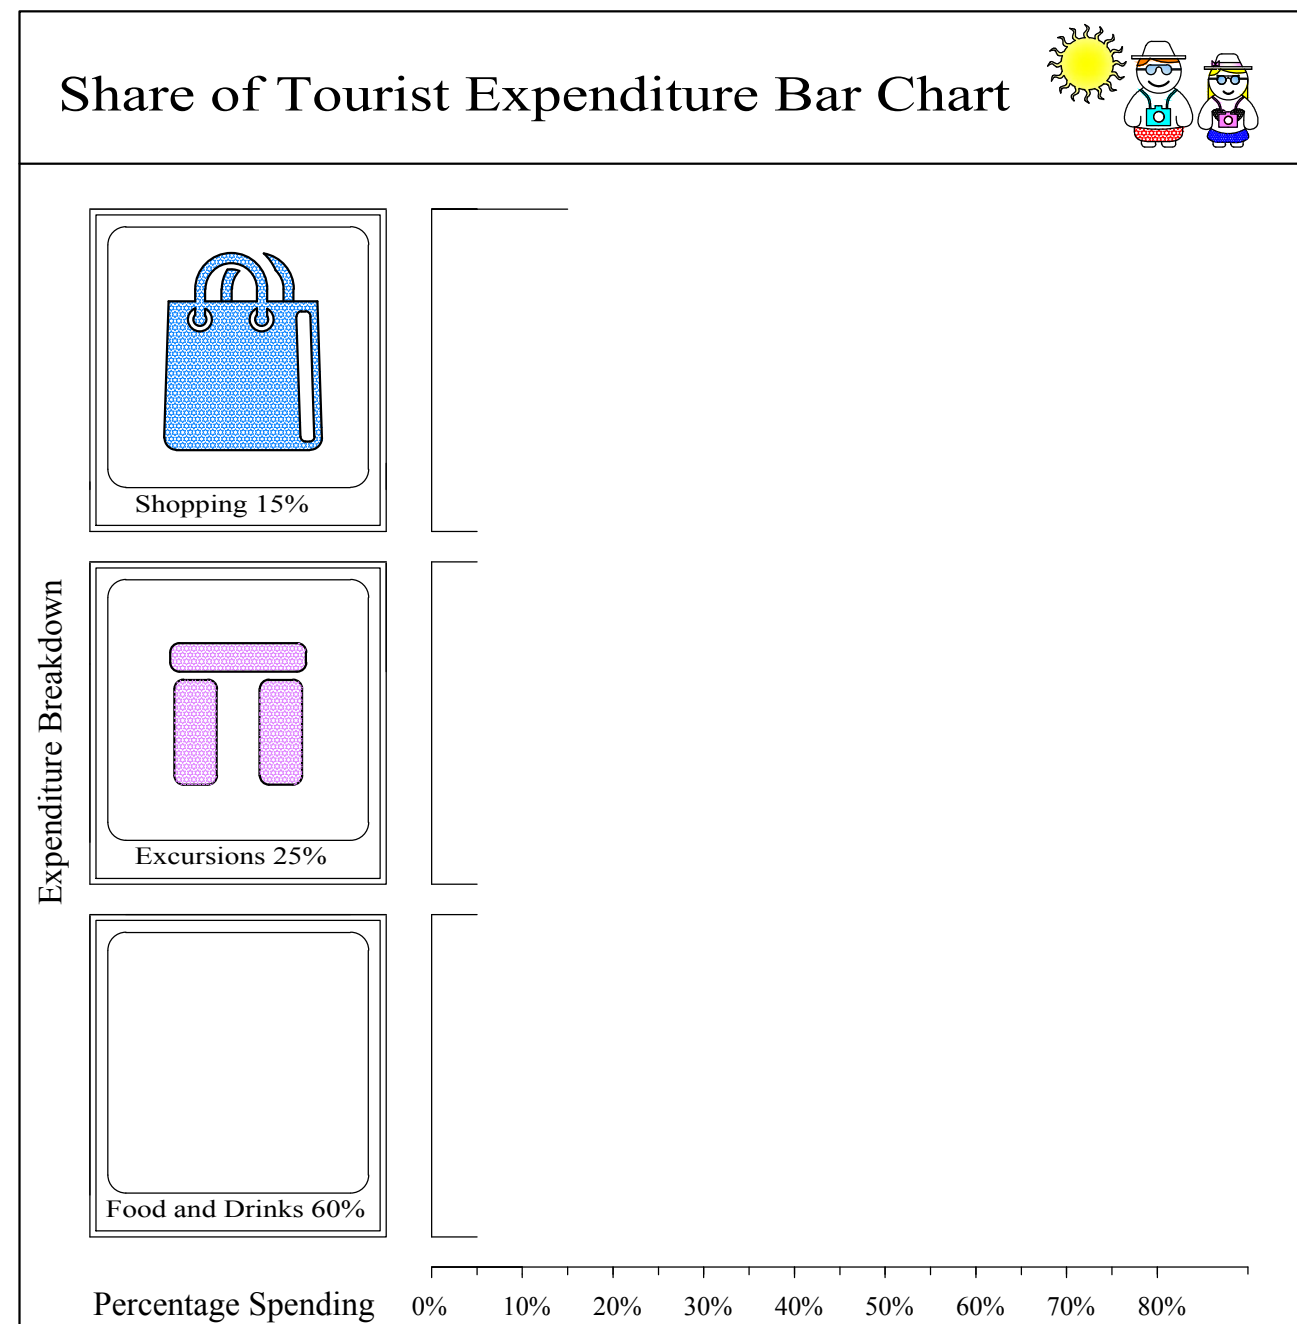 Share of Tourist Expenditure Bar Chart
Shopping 15%
Expenditure Breakdown
Excursions 25%
Food and Drinks 60%
Percentage Spending 0% 10% 20% 30% 40% 50% 60% 70% 80%